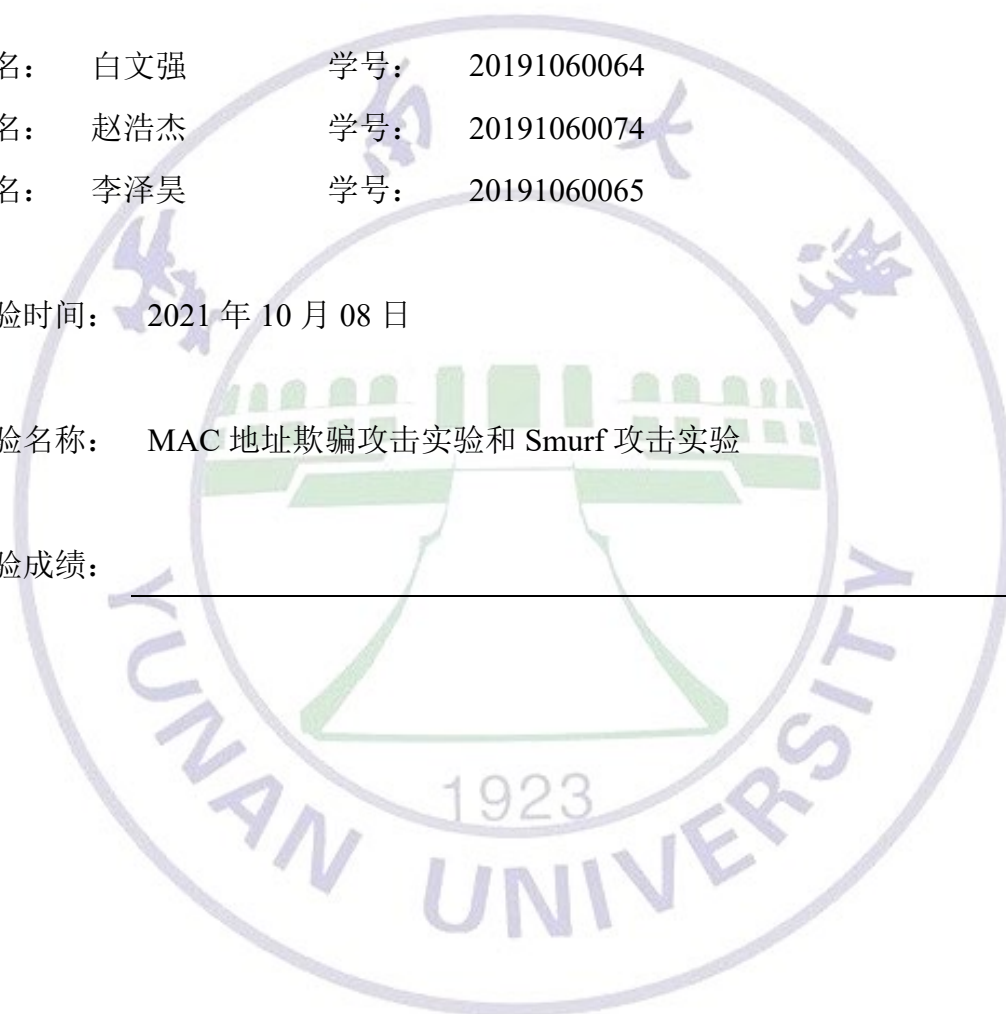 名： 白文强 学号： 20191060064
名： 赵浩杰 学号： 20191060074
名： 李泽昊 学号： 20191060065
验时间： 2021 年 10 月 08 日
验名称： MAC 地址欺骗攻击实验和 Smurf 攻击实验
验成绩：
1923
YUNAN UNIVERSITY